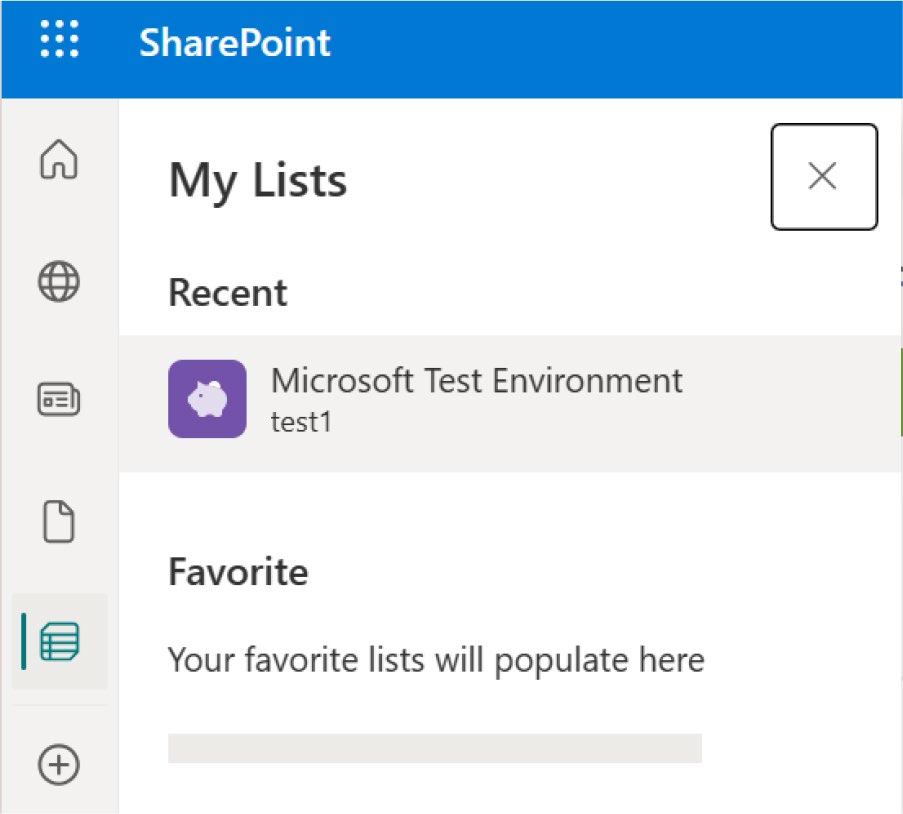 SharePoint
My Lists
Recent
Microsoft Test Environment
test1
Favorite
Your favorite lists will populate here